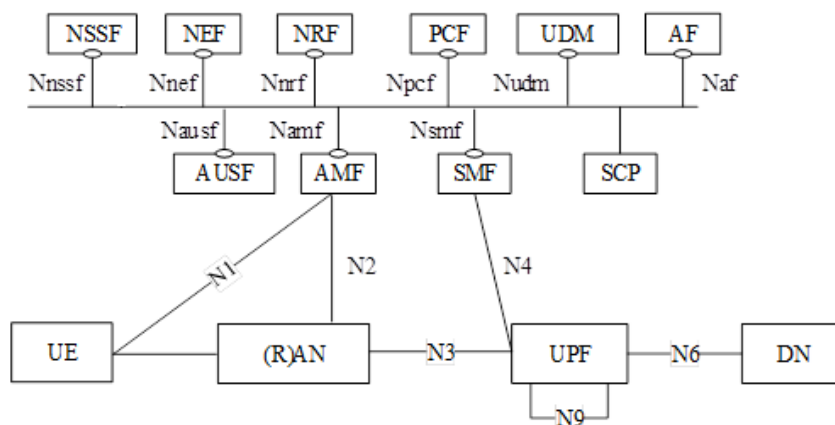 NSSF NEF NRF PCF UDM AF
Nnssf Nnef Nnrf Npcf Nudm Naf
Nausf Namf Nsmf
AUSF AMF SMF SCP
N1 N2 N4
UE (R)AN N3 UPF N6 DN
N9